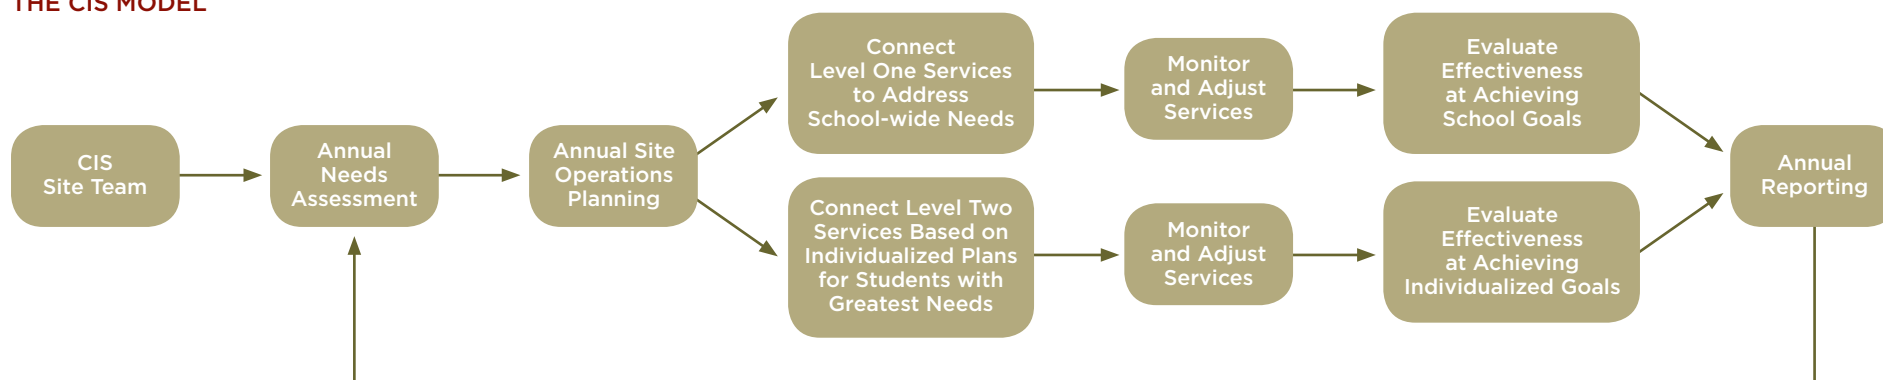 THE CIS MODEL
CIS
Site Team
Annual
Needs
Assessment
Annual Site
Operations
Planning
Connect
Level One Services
to Address
School-wide Needs
Monitor
and Adjust
Services
Evaluate
Effectiveness
at Achieving
School Goals
Connect Level Two
Services Based on
Individualized Plans
for Students with
Greatest Needs
Monitor
and Adjust
Services
Evaluate
Effectiveness
at Achieving
Individualized Goals
Annual
Reporting